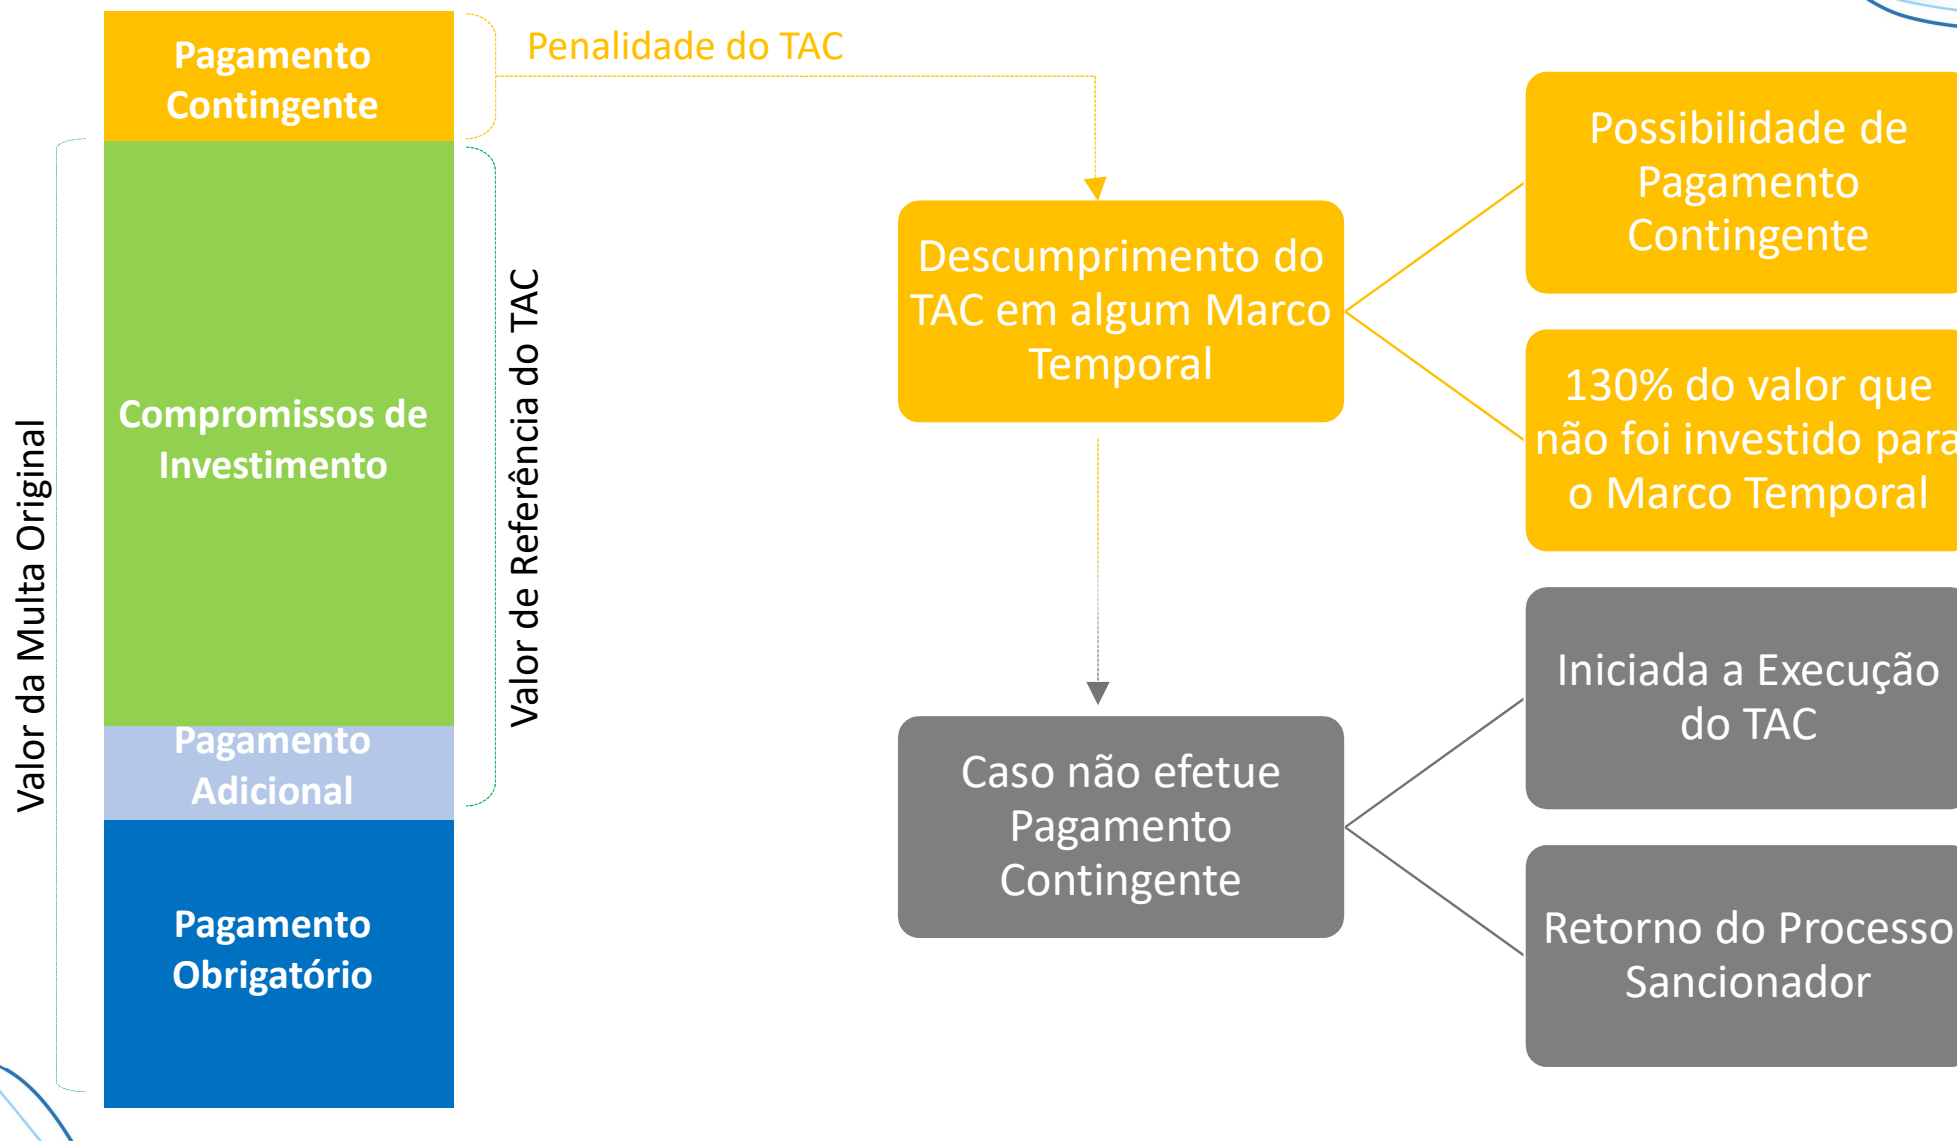 Pagamento
Contingente
Penalidade do TAC
Valor da Multa Original
Compromissos de
Investimento
Valor de Referência do TAC
Pagamento
Adicional
Pagamento
Obrigatório
Descumprimento do
TAC em algum Marco
Temporal
Possibilidade de
Pagamento
Contingente
130% do valor que
não foi investido para
o Marco Temporal
Caso não efetue
Pagamento
Contingente
Iniciada a Execução
do TAC
Retorno do Processo
Sancionador